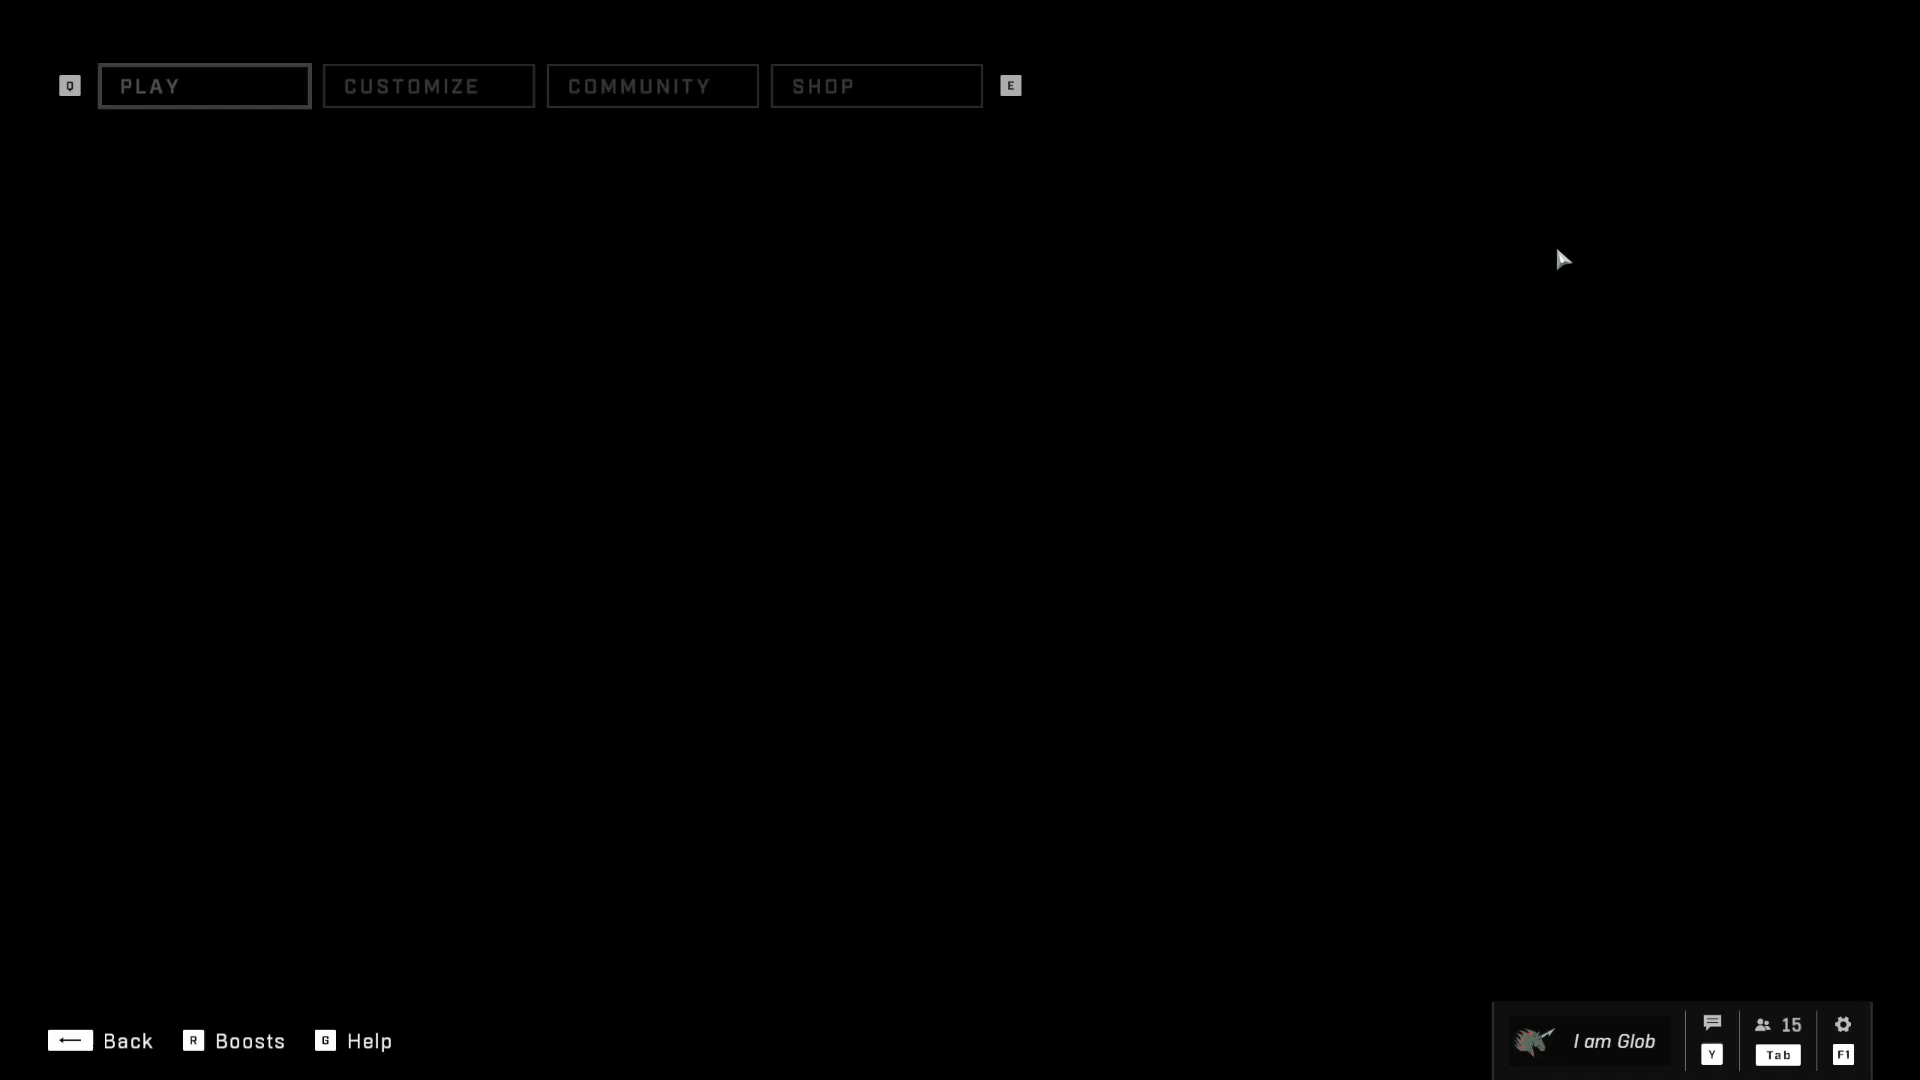 Q PLAY CUSTOMIZE COMMUNITY SHOP E
Back R Boosts G Help
I am Glob Y 15 Tab F1